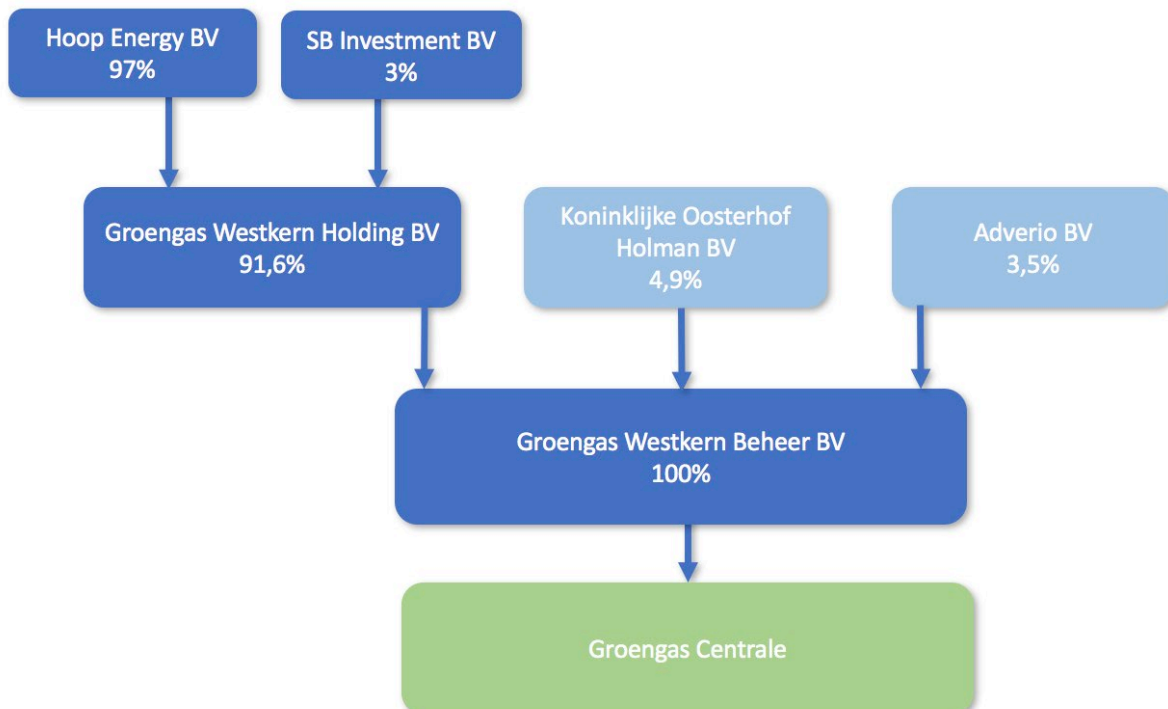 Hoop Energy BV
97%
SB Investment BV
3%
Groengas Westkern Holding BV
91,6%
Koninklijke Oosterhof
Holman BV
4,9%
Adverio BV
3,5%
Groengas Westkern Beheer BV
100%
Groengas Centrale